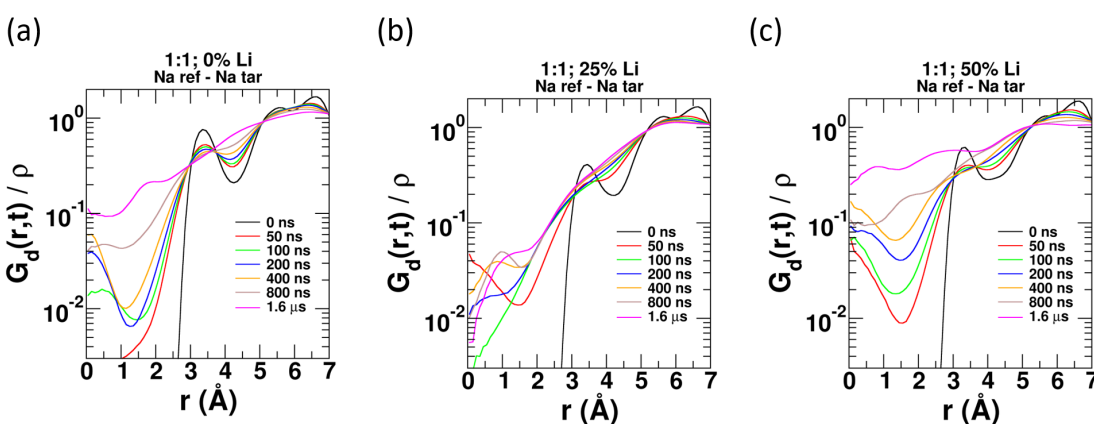 (a)
1:1; 0% Li
Na ref - Na tar
G_d(r,t) / ρ
10^0
10^-1
10^-2
0 ns
50 ns
100 ns
200 ns
400 ns
800 ns
1.6 μs
0 1 2 3 4 5 6 7
r (Å)
(b)
1:1; 25% Li
Na ref - Na tar
G_d(r,t) / ρ
10^0
10^-1
10^-2
0 ns
50 ns
100 ns
200 ns
400 ns
800 ns
1.6 μs
0 1 2 3 4 5 6 7
r (Å)
(c)
1:1; 50% Li
Na ref - Na tar
G_d(r,t) / ρ
10^0
10^-1
10^-2
0 ns
50 ns
100 ns
200 ns
400 ns
800 ns
1.6 μs
0 1 2 3 4 5 6 7
r (Å)